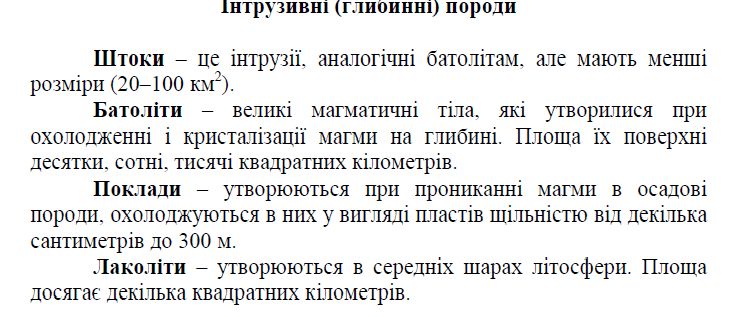 Інтрузивні (глибинні) породи
Штоки – це інтрузії, аналогічні батолітам, але мають менші
розміри (20–100 км²).
Батоліти – великі магматичні тіла, які утворилися при
охолодженні і кристалізації магми на глибині. Площа їх поверхні
десятки, сотні, тисячі квадратних кілометрів.
Поклади – утворюються при проникненні магми в осадові
породи, охолоджуються в них у вигляді пластів щільністю від декілька
сантиметрів до 300 м.
Лаколіти – утворюються в середніх шарах літосфери. Площа
досягає декілька квадратних кілометрів.